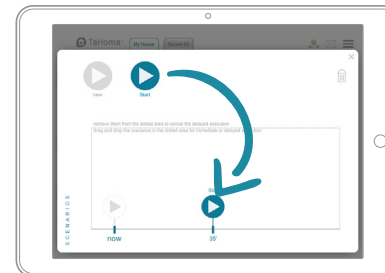 TaHoma
My House
now
Start
remove them from the dotted area to cancel the delayed execution
drag and drop the scenarios in the dotted area for immediate or delayed execution
SCENARIOS
now
35'